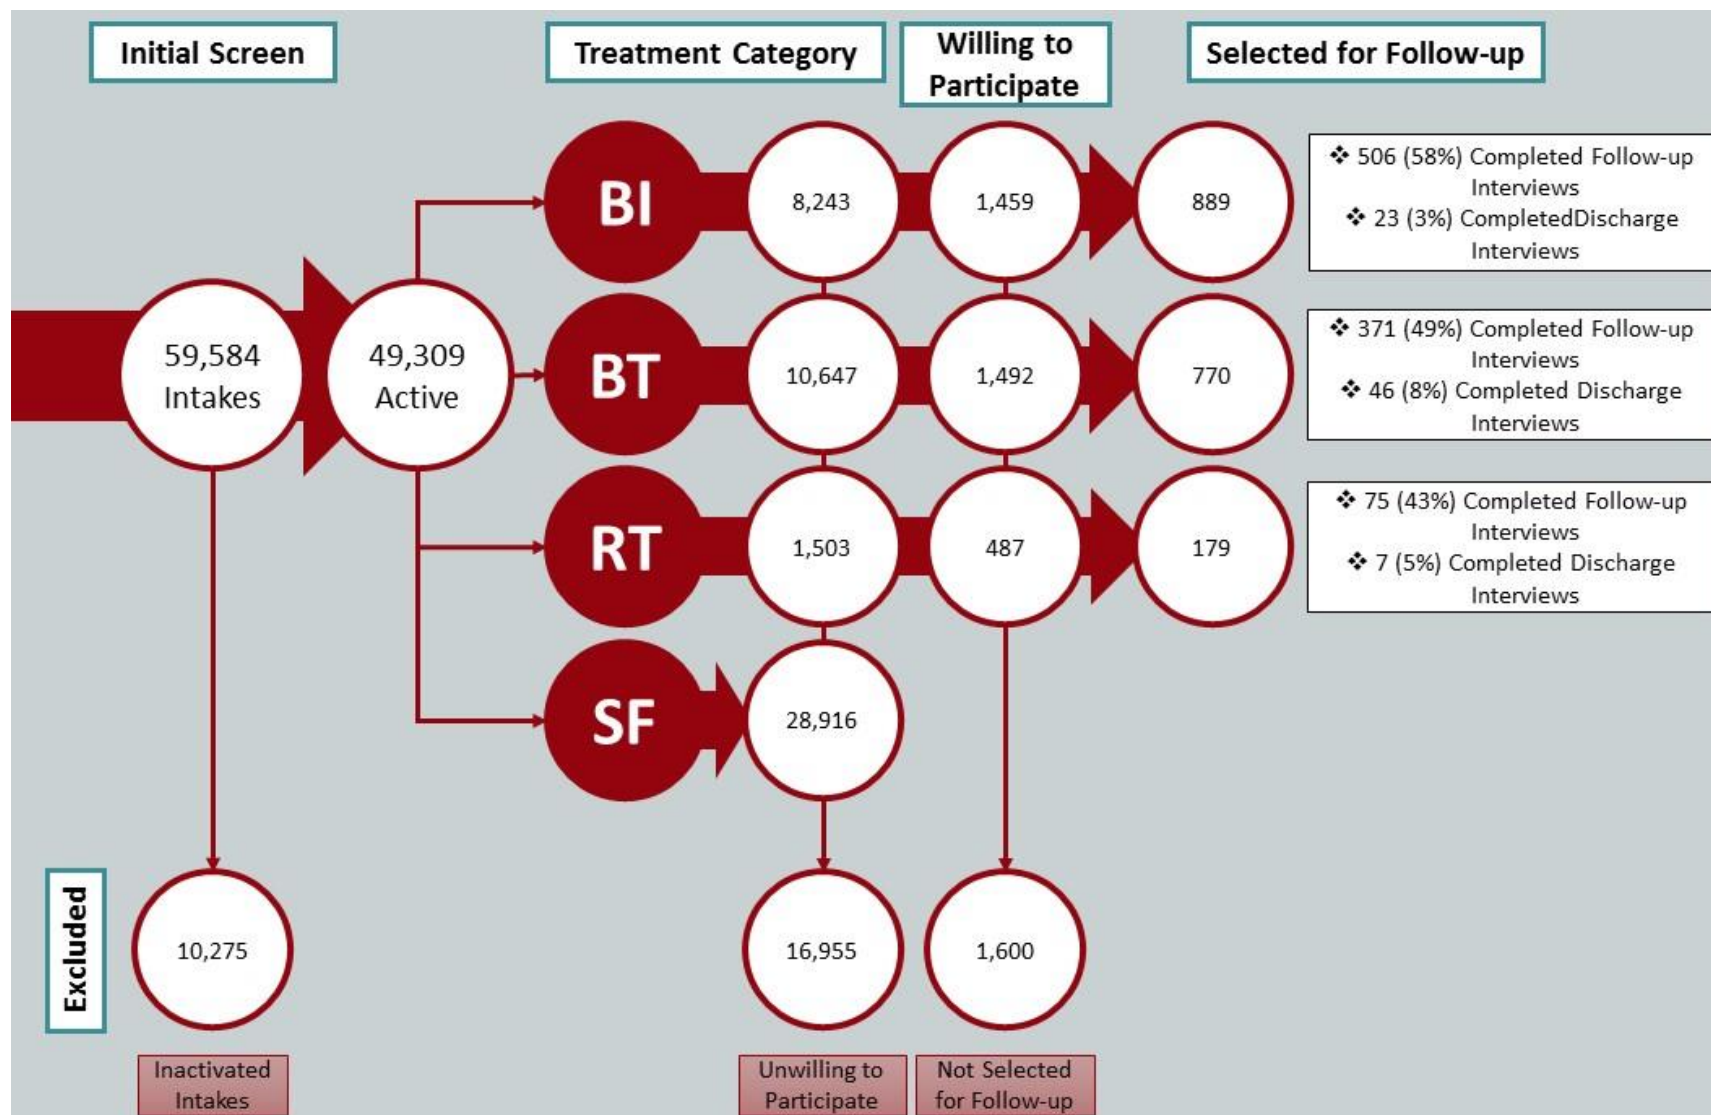 Initial Screen
Treatment Category
Willing to
Participate
Selected for Follow-up
BI
8,243
1,459
889
❖ 506 (58%) Completed Follow-up
Interviews
❖ 23 (3%) CompletedDischarge
Interviews
59,584
Intakes
49,309
Active
BT
10,647
1,492
770
❖ 371 (49%) Completed Follow-up
Interviews
❖ 46 (8%) Completed Discharge
Interviews
RT
1,503
487
179
❖ 75 (43%) Completed Follow-up
Interviews
❖ 7 (5%) Completed Discharge
Interviews
SF
28,916
Excluded
10,275
16,955
1,600
Inactivated
Intakes
Unwilling to
Participate
Not Selected
for Follow-up